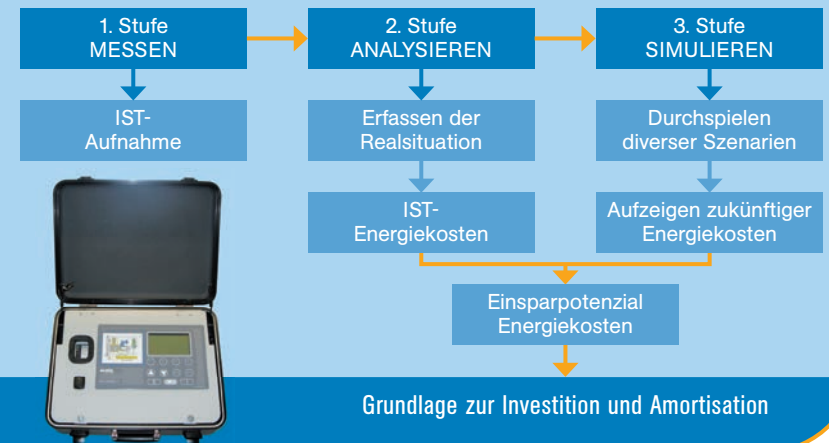 1. Stufe
MESSEN
2. Stufe
ANALYSIEREN
3. Stufe
SIMULIEREN
IST-
Aufnahme
Erfassen der
Realsituation
Durchspielen
diverser Szenarien
IST-
Energiekosten
Aufzeigen zukünftiger
Energiekosten
Einsparpotenzial
Energiekosten
Grundlage zur Investition und Amortisation